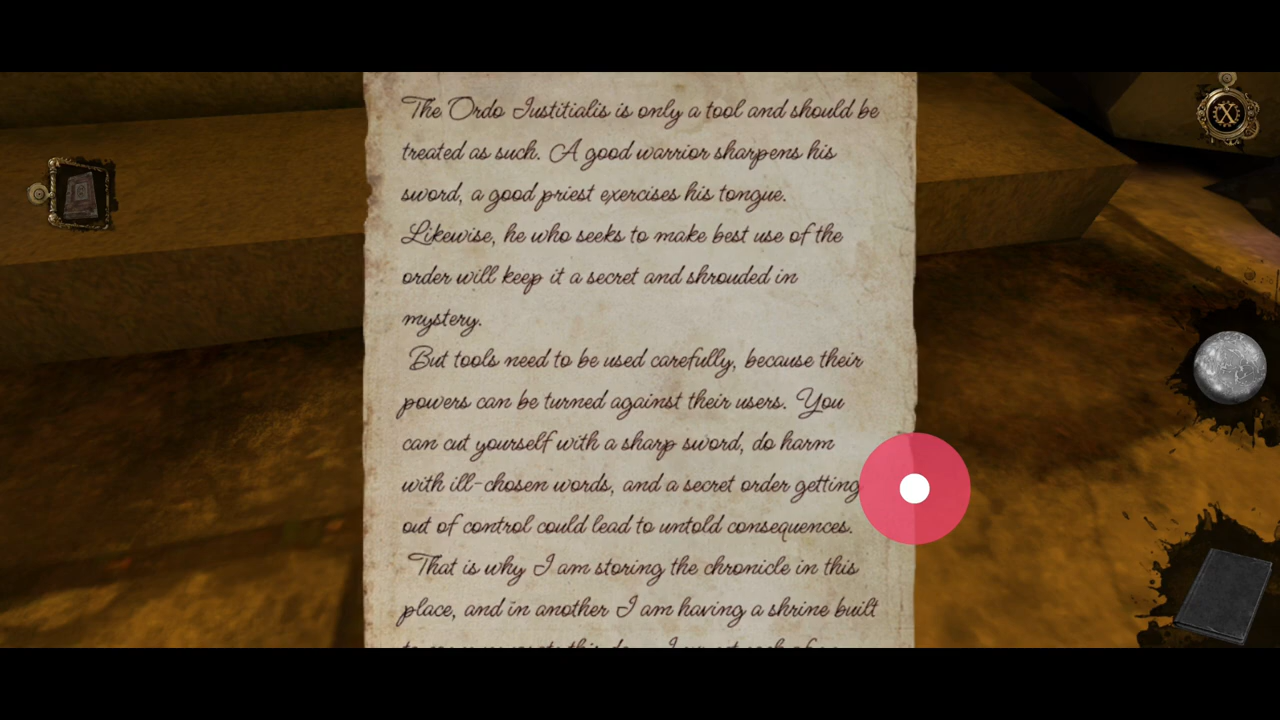 The Ordo Iustitialis is only a tool and should be
treated as such. A good warrior sharpens his
sword, a good priest exercises his tongue.
Likewise, he who seeks to make best use of the
order will keep it a secret and shrouded in
mystery.
But tools need to be used carefully, because their
powers can be turned against their users. You
can cut yourself with a sharp sword, do harm
with ill-chosen words, and a secret order getting
out of control could lead to untold consequences.
That is why I am storing the chronicle in this
place, and in another I am having a shrine built
X